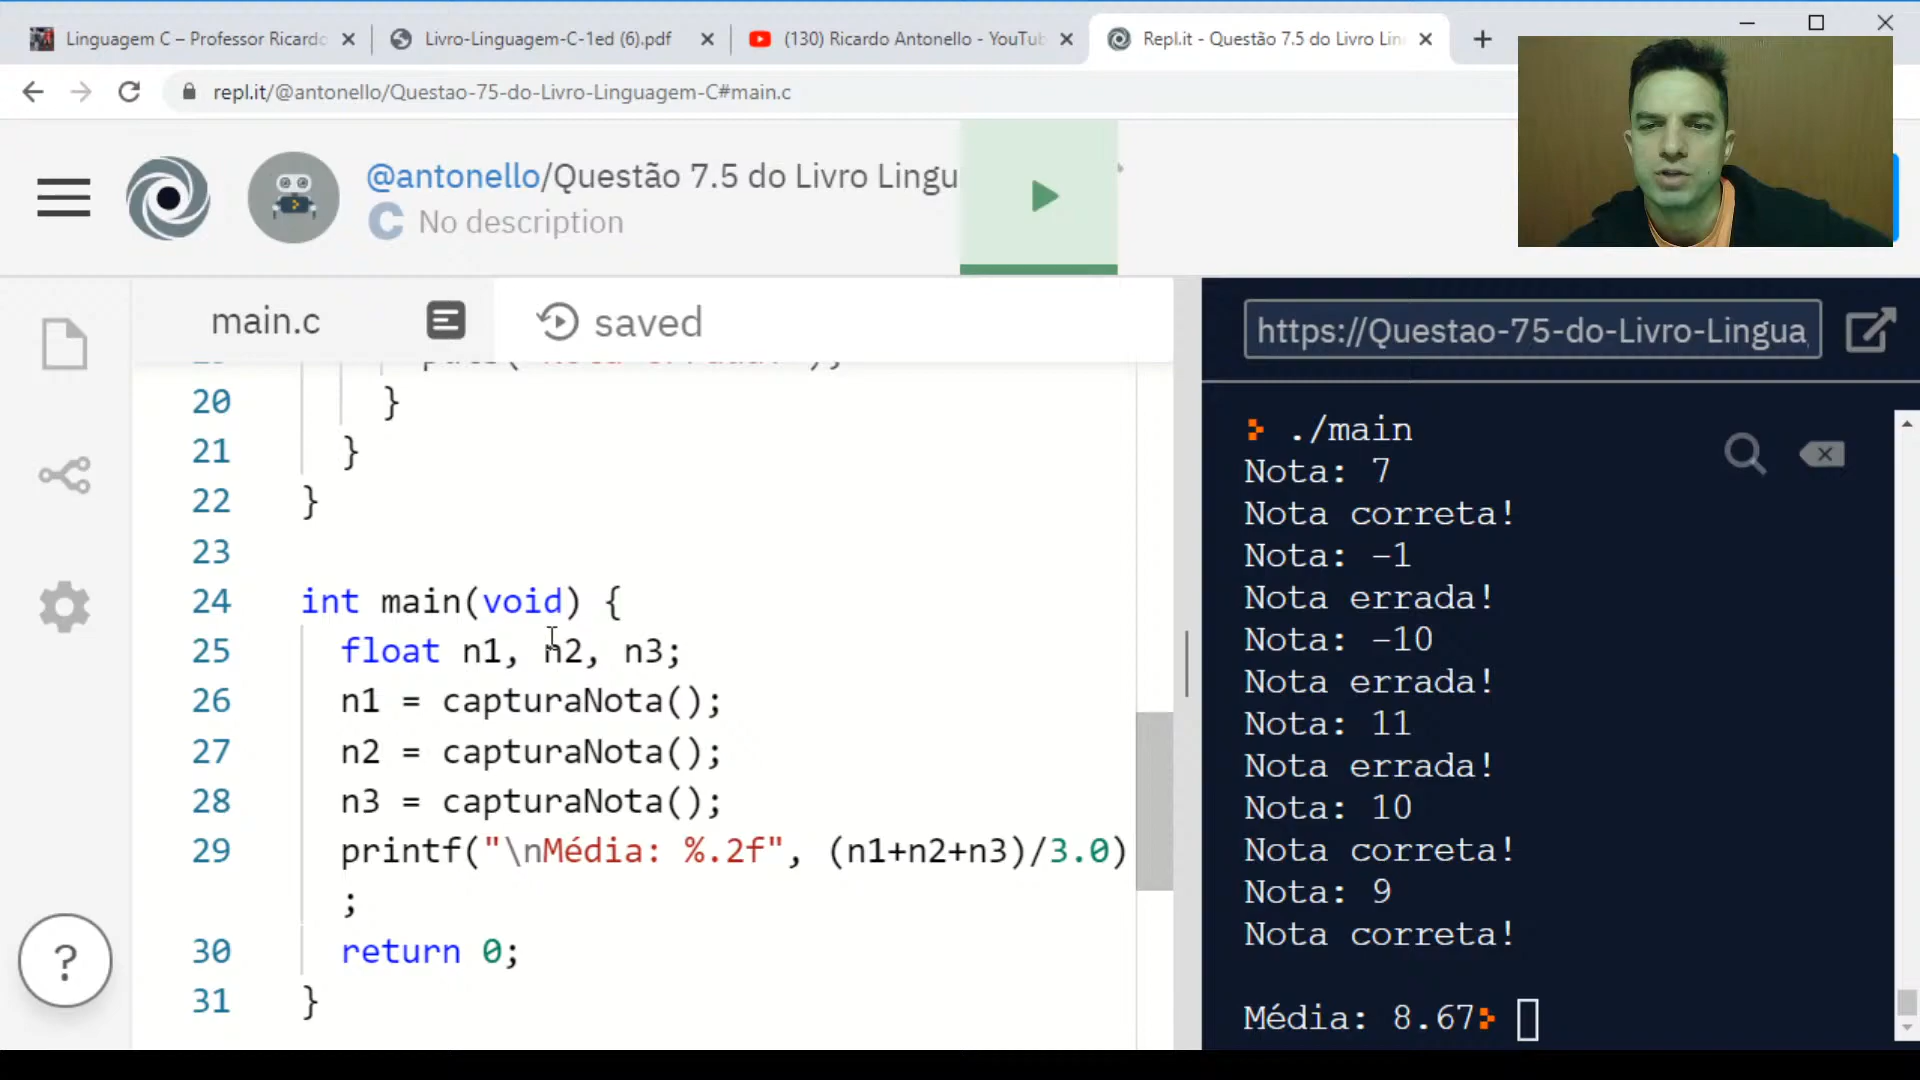 Linguagem C – Professor Ricardo
Livro-Linguagem-C-1ed (6).pdf
(130) Ricardo Antonello - YouTub
Repl.it - Questão 7.5 do Livro Lin
repl.it/@antonello/Questao-75-do-Livro-Linguagem-C#main.c
@antonello/Questão 7.5 do Livro Lingu
No description
main.c
saved
https://Questao-75-do-Livro-Lingua
20 }
21 }
22 }
23
24 int main(void) {
25 float n1, n2, n3;
26 n1 = capturaNota();
27 n2 = capturaNota();
28 n3 = capturaNota();
29 printf("\nMédia: %.2f", (n1+n2+n3)/3.0)
;
30 return 0;
31 }
?
./main
Nota: 7
Nota correta!
Nota: -1
Nota errada!
Nota: -10
Nota errada!
Nota: 11
Nota errada!
Nota: 10
Nota correta!
Nota: 9
Nota correta!
Média: 8.67